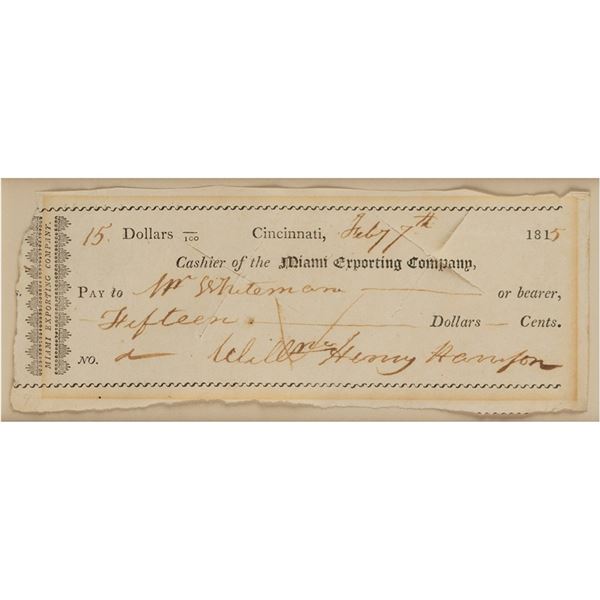 MIAMI EXPORTING COMPANY.
15. Dollars /100 Cincinnati, Feby 7th 1815
Cashier of the Miami Exporting Company,
PAY to Mr Whiteman or bearer,
Fifteen Dollars Cents.
NO. Willm Henry Harrison